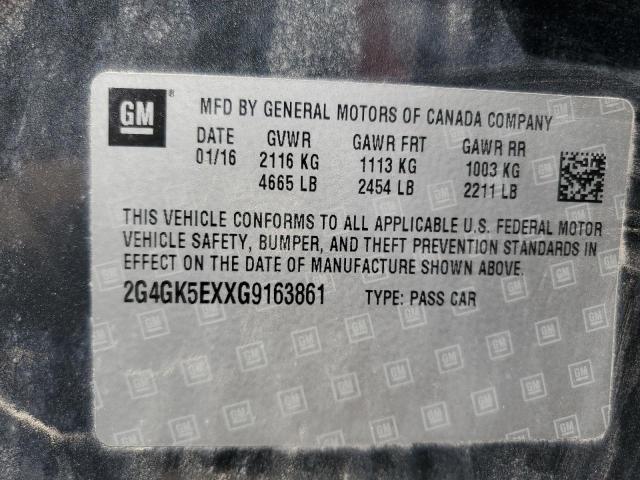 GM ® MFD BY GENERAL MOTORS OF CANADA COMPANY
DATE GVWR GAWR FRT GAWR RR
01/16 2116 KG 1113 KG 1003 KG
4665 LB 2454 LB 2211 LB
THIS VEHICLE CONFORMS TO ALL APPLICABLE U.S. FEDERAL MOTOR
VEHICLE SAFETY, BUMPER, AND THEFT PREVENTION STANDARDS IN
EFFECT ON THE DATE OF MANUFACTURE SHOWN ABOVE.
2G4GK5EXXG9163861 TYPE: PASS CAR